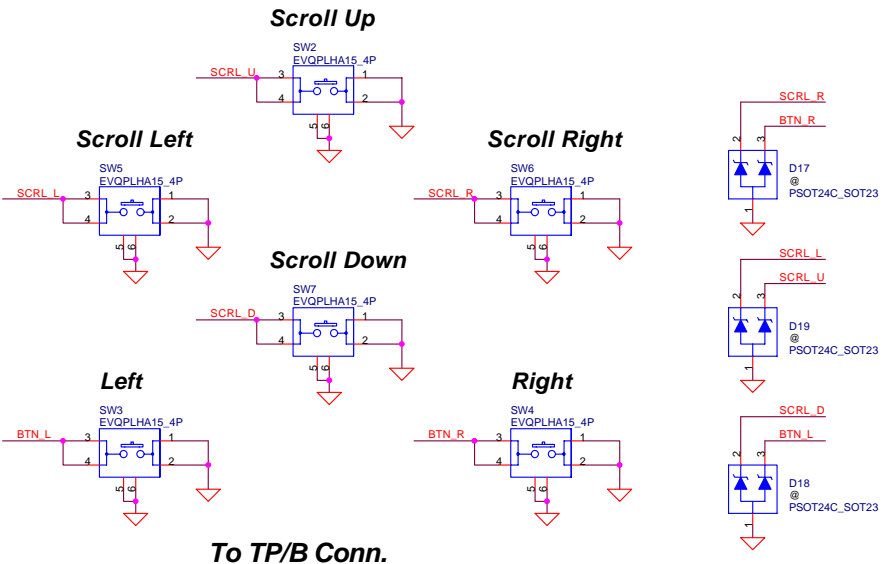 Scroll Up
SW2
EVQPLHA15_4P
SCRL_U
3
1
4
2
5
6
Scroll Left
SW5
EVQPLHA15_4P
SCRL_L
3
1
4
2
5
6
Scroll Right
SW6
EVQPLHA15_4P
SCRL_R
3
1
4
2
5
6
Scroll Down
SW7
EVQPLHA15_4P
SCRL_D
3
1
4
2
5
6
Left
SW3
EVQPLHA15_4P
BTN_L
3
1
4
2
5
6
Right
SW4
EVQPLHA15_4P
BTN_R
3
1
4
2
5
6
To TP/B Conn.
SCRL_R
BTN_R
2
3
D17
@
PSOT24C_SOT23
1
SCRL_L
SCRL_U
2
3
D19
@
PSOT24C_SOT23
1
SCRL_D
BTN_L
2
3
D18
@
PSOT24C_SOT23
1